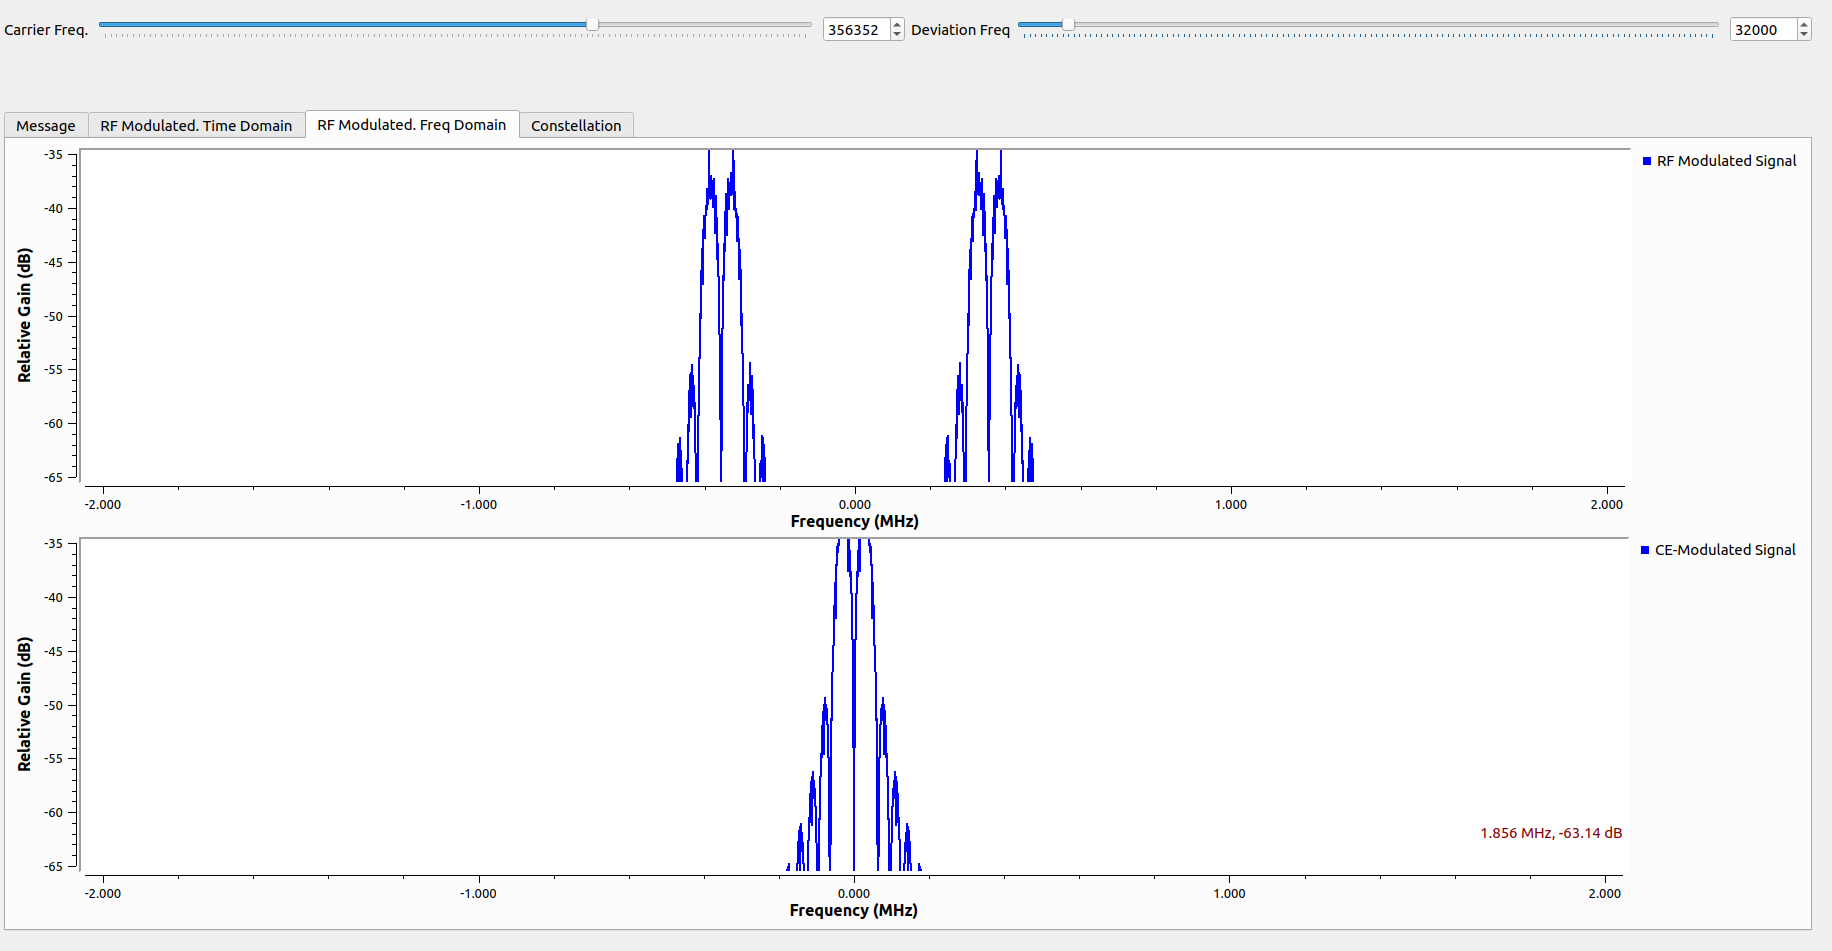 Carrier Freq. 356352 Deviation Freq 32000
Message RF Modulated. Time Domain RF Modulated. Freq Domain Constellation
RF Modulated Signal
Relative Gain (dB)
-35
-40
-45
-50
-55
-60
-65
-2.000 -1.000 0.000 1.000 2.000
Frequency (MHz)
CE-Modulated Signal
Relative Gain (dB)
-35
-40
-45
-50
-55
-60
-65
1.856 MHz, -63.14 dB
-2.000 -1.000 0.000 1.000 2.000
Frequency (MHz)